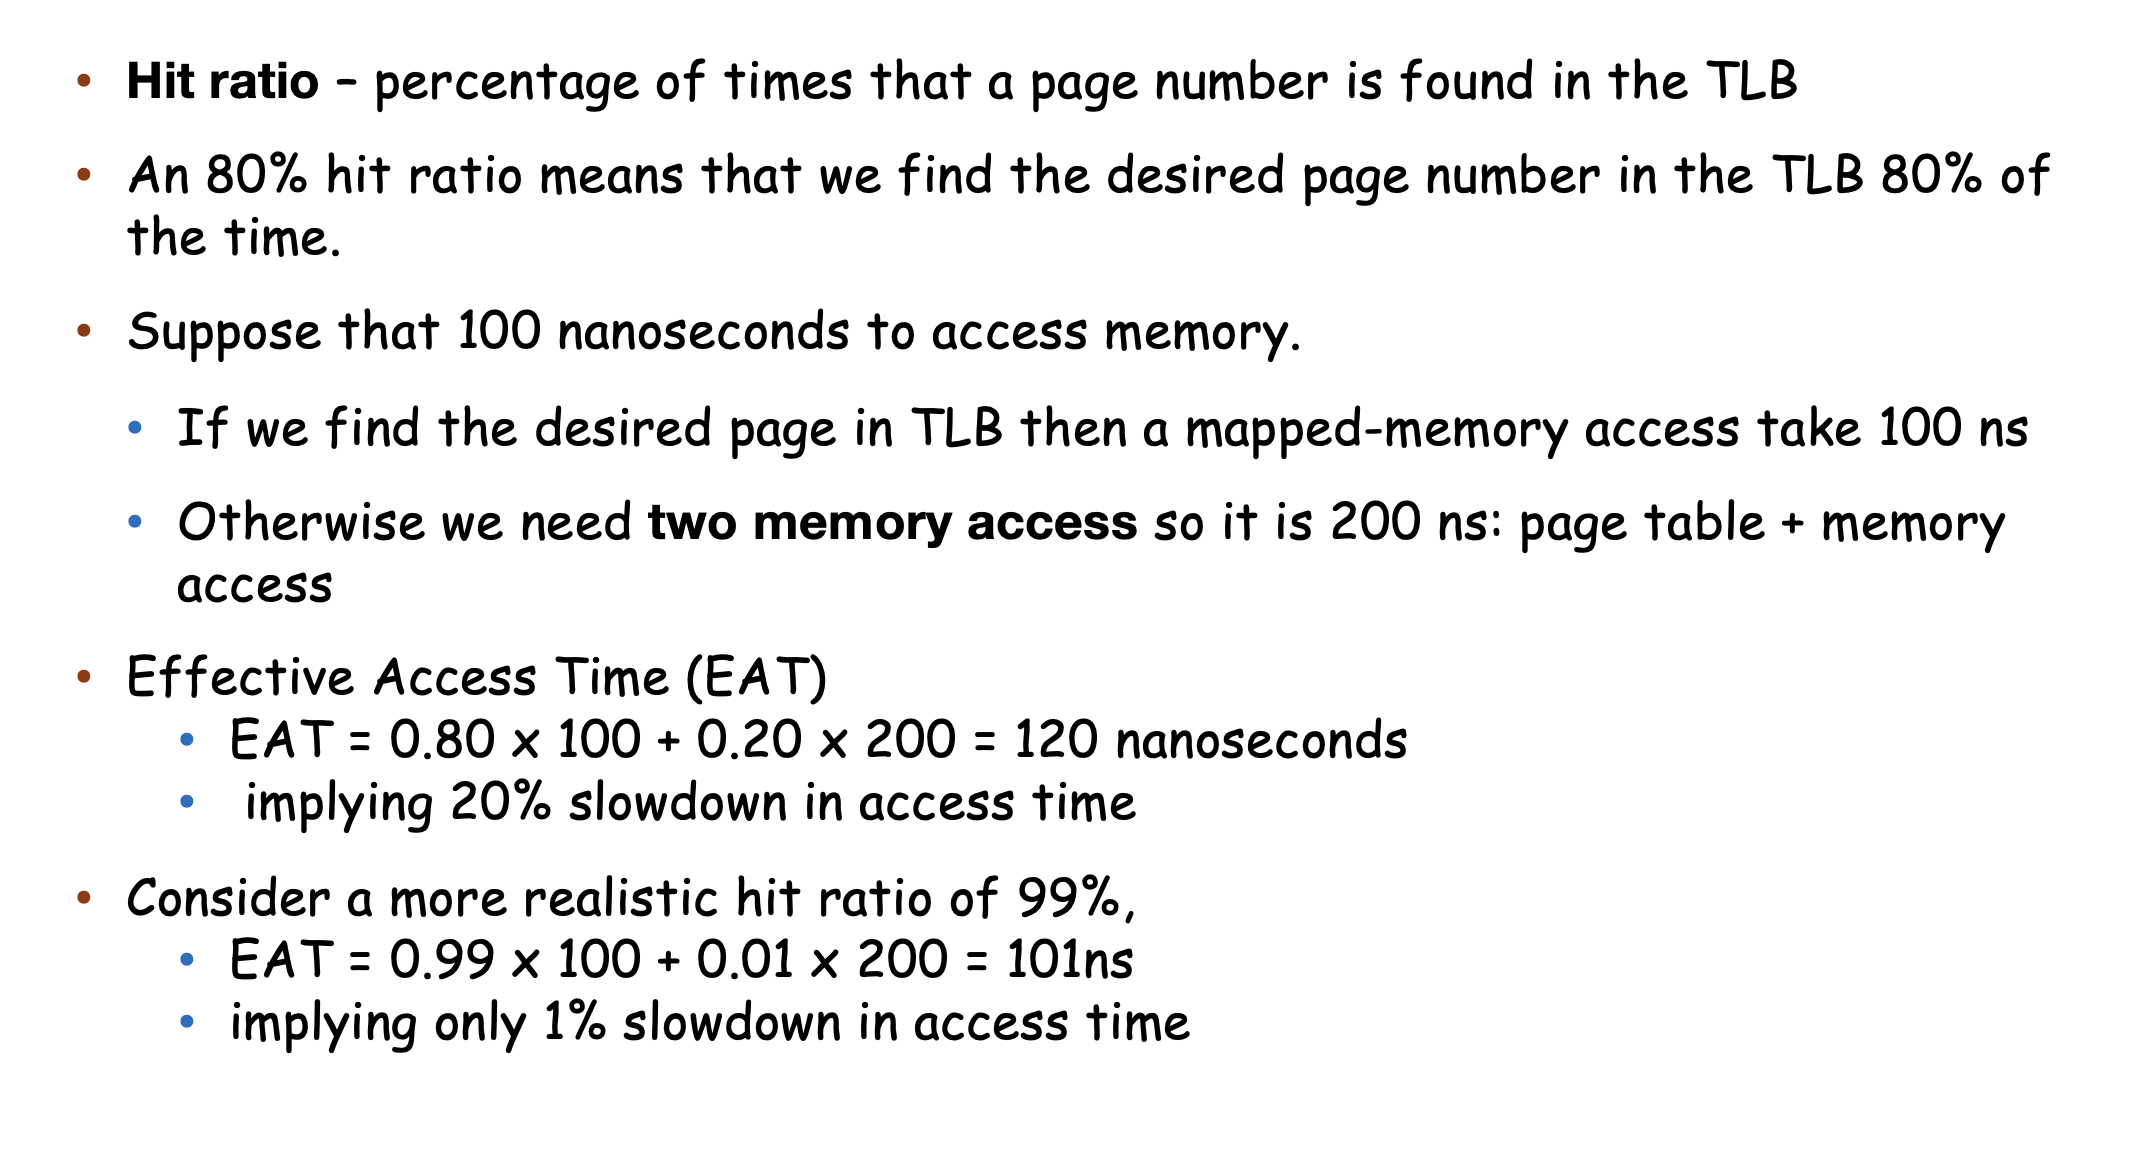 • Hit ratio – percentage of times that a page number is found in the TLB
• An 80% hit ratio means that we find the desired page number in the TLB 80% of
the time.
• Suppose that 100 nanoseconds to access memory.
• If we find the desired page in TLB then a mapped-memory access take 100 ns
• Otherwise we need two memory access so it is 200 ns: page table + memory
access
• Effective Access Time (EAT)
• EAT = 0.80 x 100 + 0.20 x 200 = 120 nanoseconds
• implying 20% slowdown in access time
• Consider a more realistic hit ratio of 99%,
• EAT = 0.99 x 100 + 0.01 x 200 = 101ns
• implying only 1% slowdown in access time